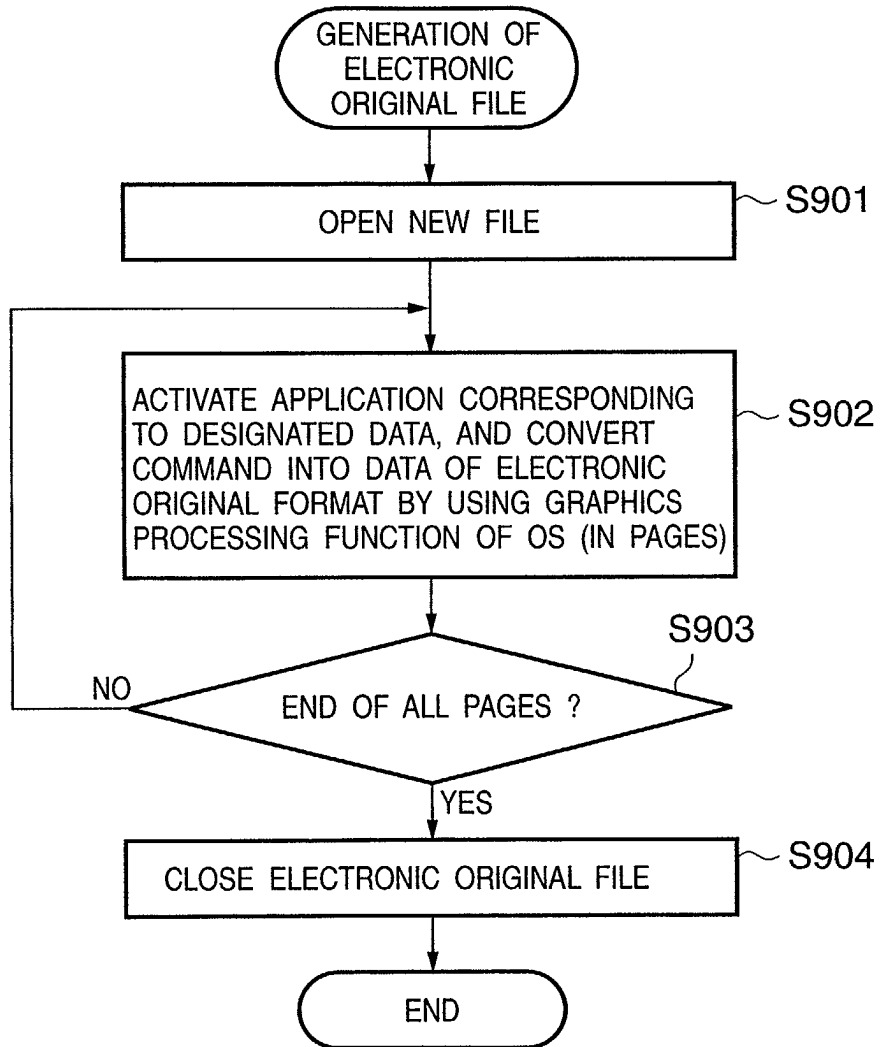 GENERATION OF
ELECTRONIC
ORIGINAL FILE
OPEN NEW FILE
S901
ACTIVATE APPLICATION CORRESPONDING
TO DESIGNATED DATA, AND CONVERT
COMMAND INTO DATA OF ELECTRONIC
ORIGINAL FORMAT BY USING GRAPHICS
PROCESSING FUNCTION OF OS (IN PAGES)
S902
S903
NO
END OF ALL PAGES ?
YES
CLOSE ELECTRONIC ORIGINAL FILE
S904
END